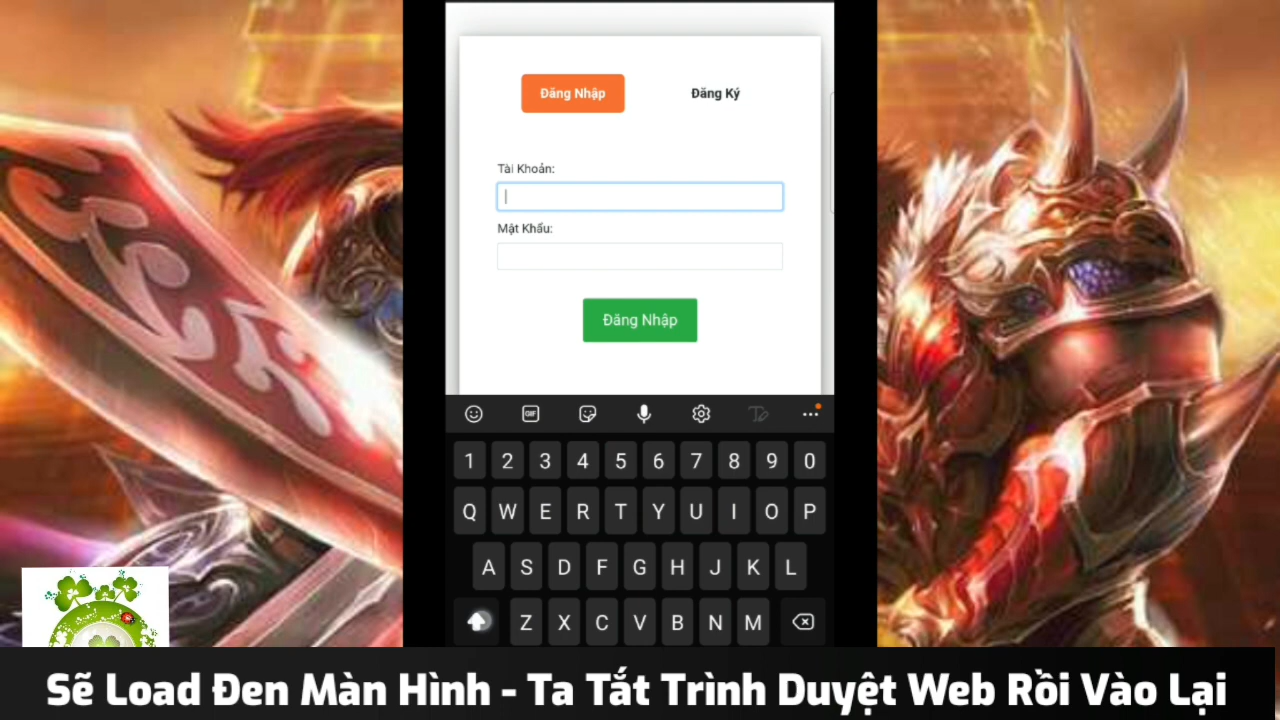 Đăng Nhập Đăng Ký
Tài Khoản:
Mật Khẩu:
Đăng Nhập
GIF
1 2 3 4 5 6 7 8 9 0
Q W E R T Y U I O P
A S D F G H J K L
Z X C V B N M
Sẽ Load Đen Màn Hình - Ta Tắt Trình Duyệt Web Rồi Vào Lại